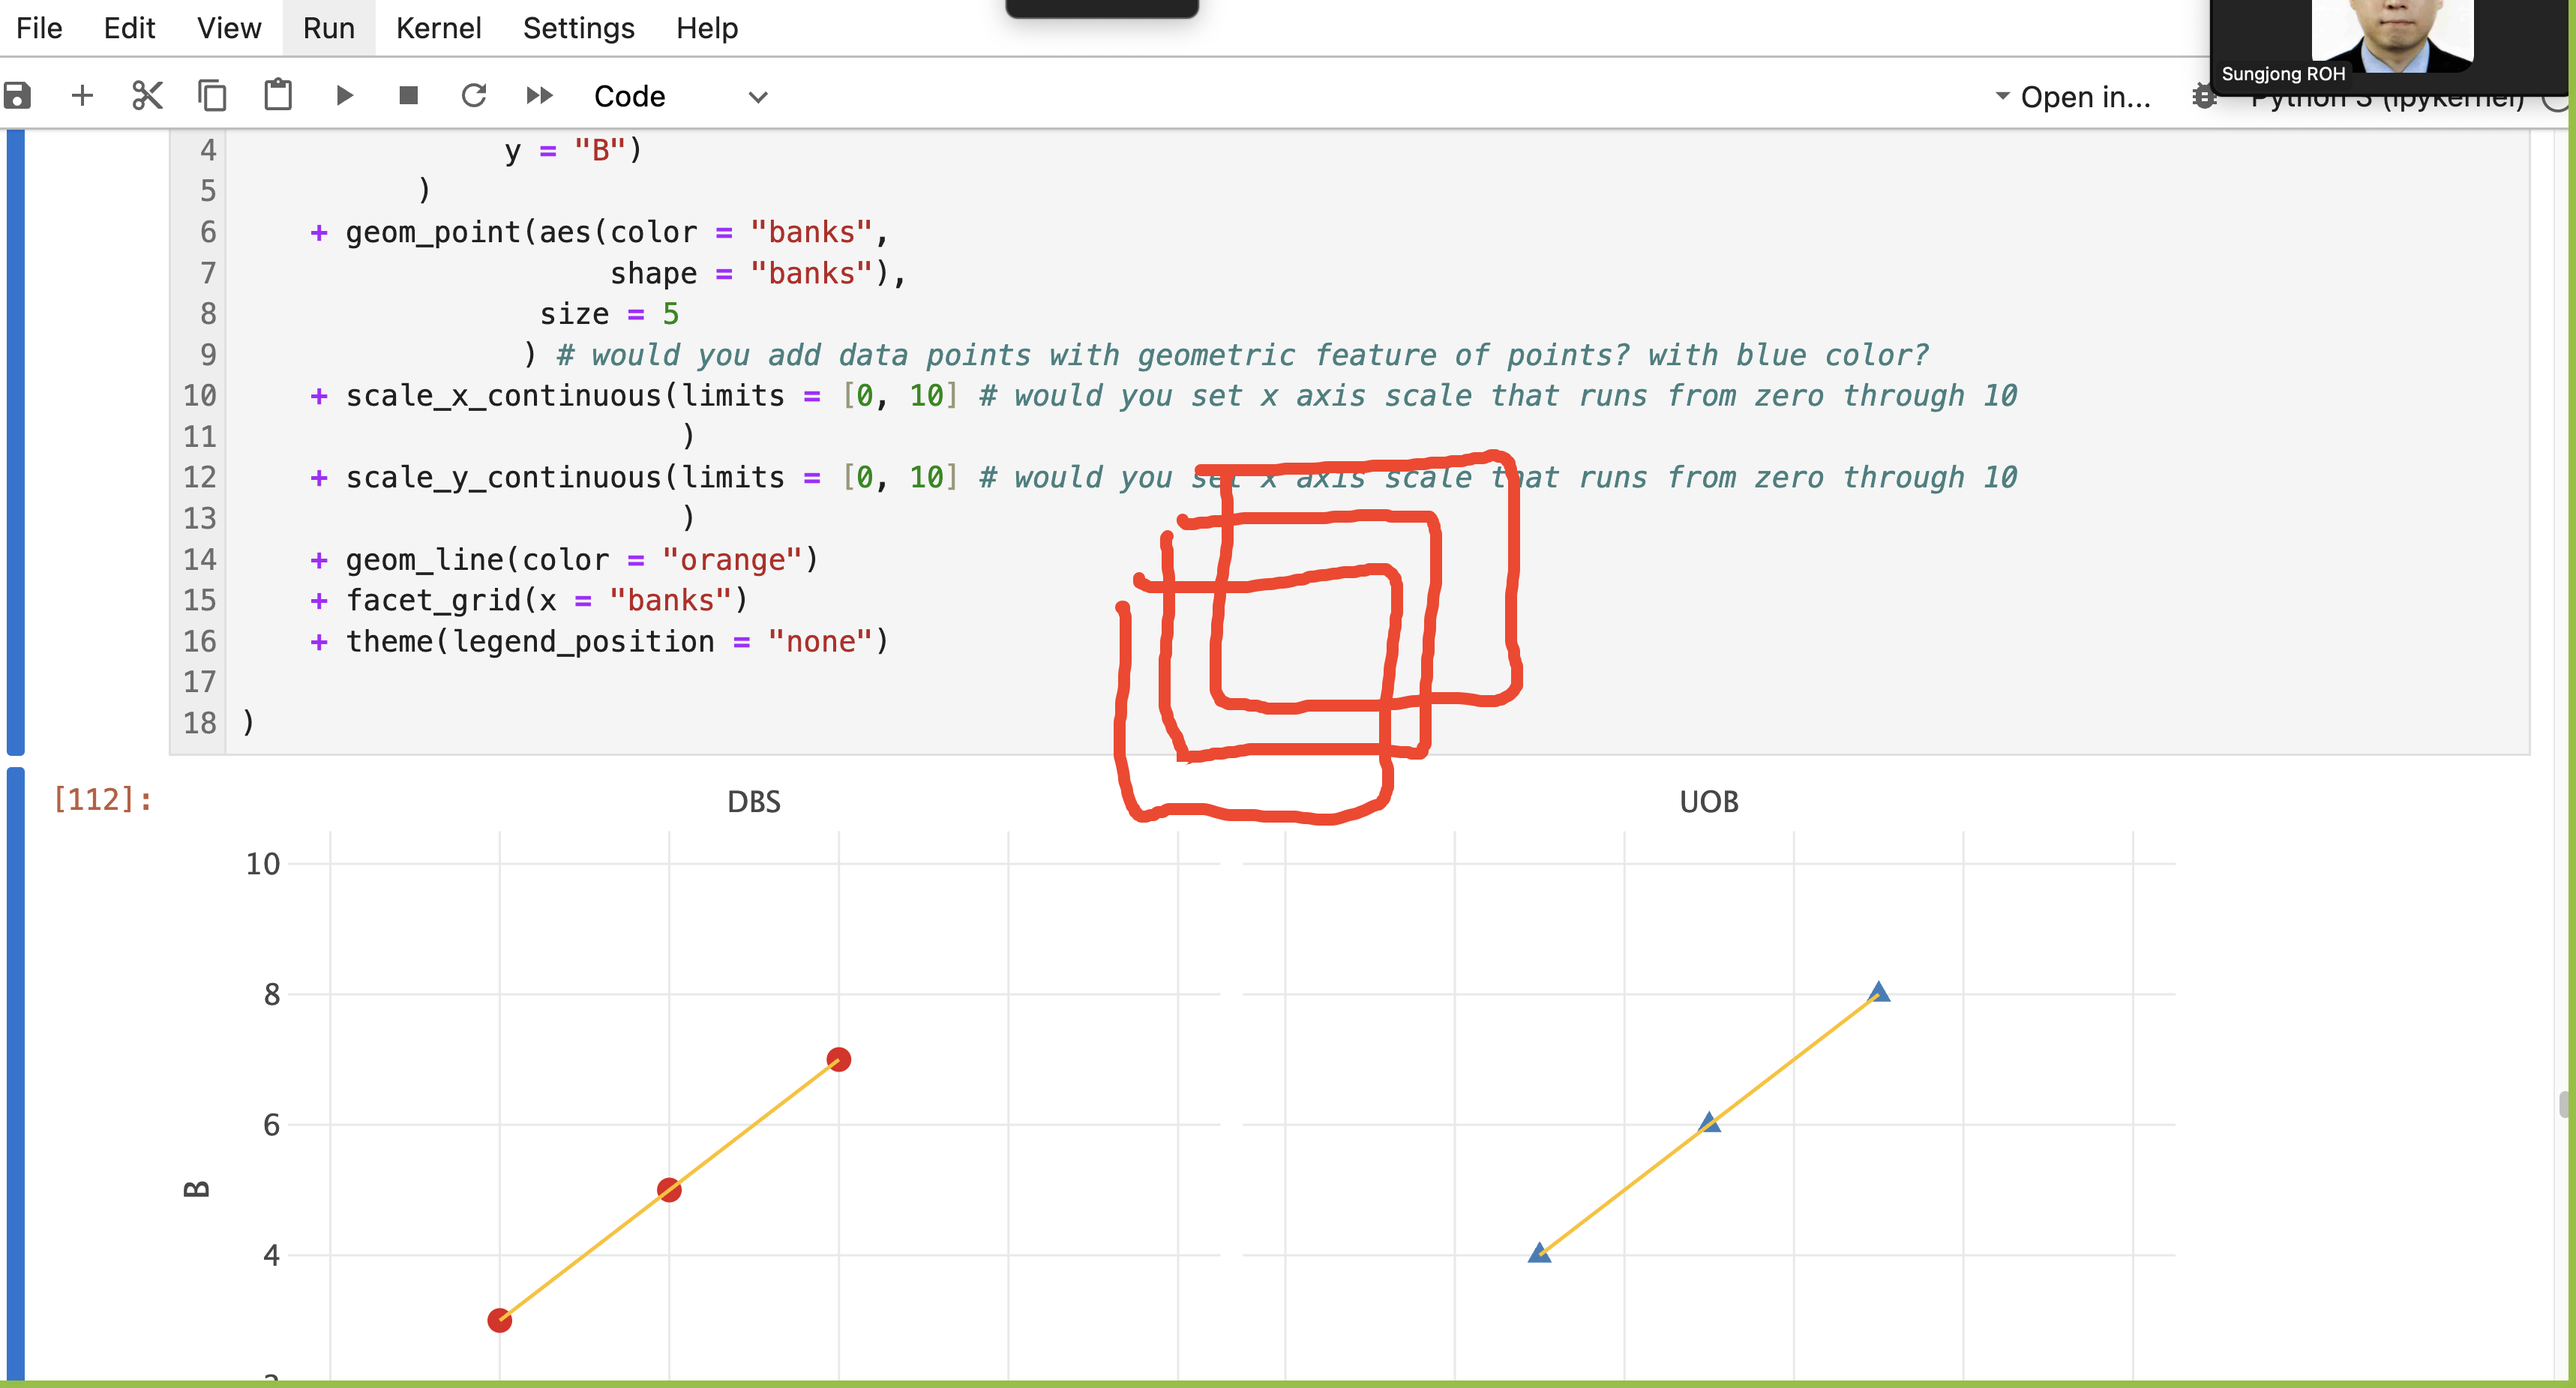 File Edit View Run Kernel Settings Help
Sungjong ROH
Code Open in... Python 3 (ipykernel)
4 y = "B")
5 )
6 + geom_point(aes(color = "banks",
7 shape = "banks"),
8 size = 5
9 ) # would you add data points with geometric feature of points? with blue color?
10 + scale_x_continuous(limits = [0, 10] # would you set x axis scale that runs from zero through 10
11 )
12 + scale_y_continuous(limits = [0, 10] # would you set x axis scale that runs from zero through 10
13 )
14 + geom_line(color = "orange")
15 + facet_grid(x = "banks")
16 + theme(legend_position = "none")
17
18 )
[112]:
DBS UOB
10
8
6
B
4